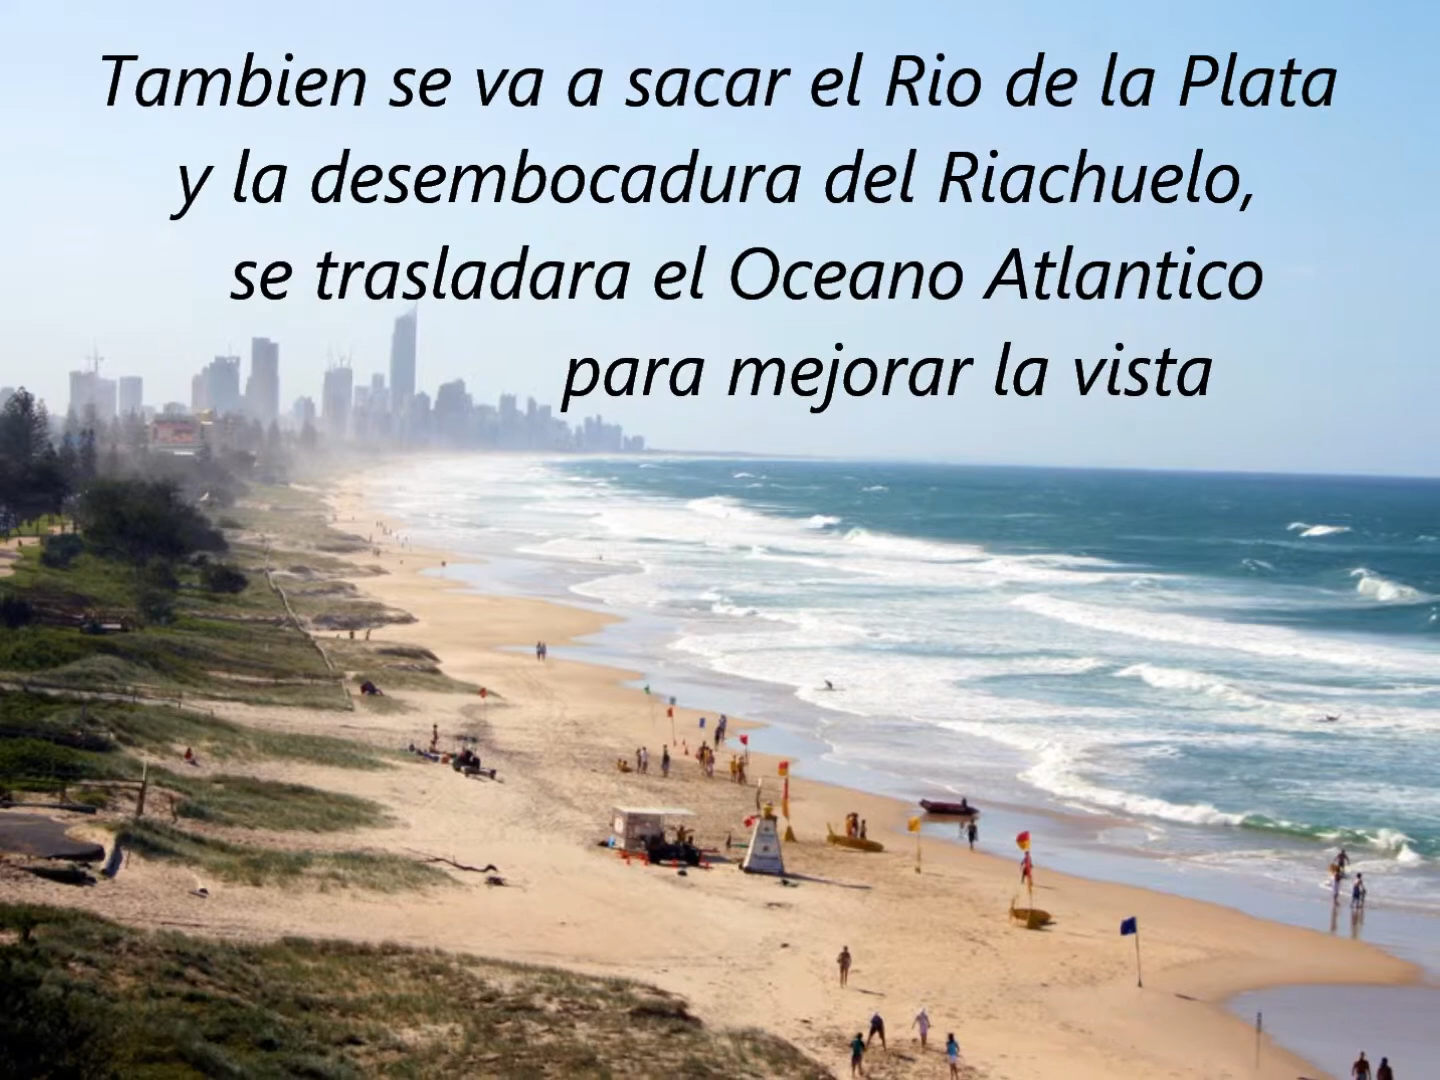 Tambien se va a sacar el Rio de la Plata
y la desembocadura del Riachuelo,
se trasladara el Oceano Atlantico
para mejorar la vista